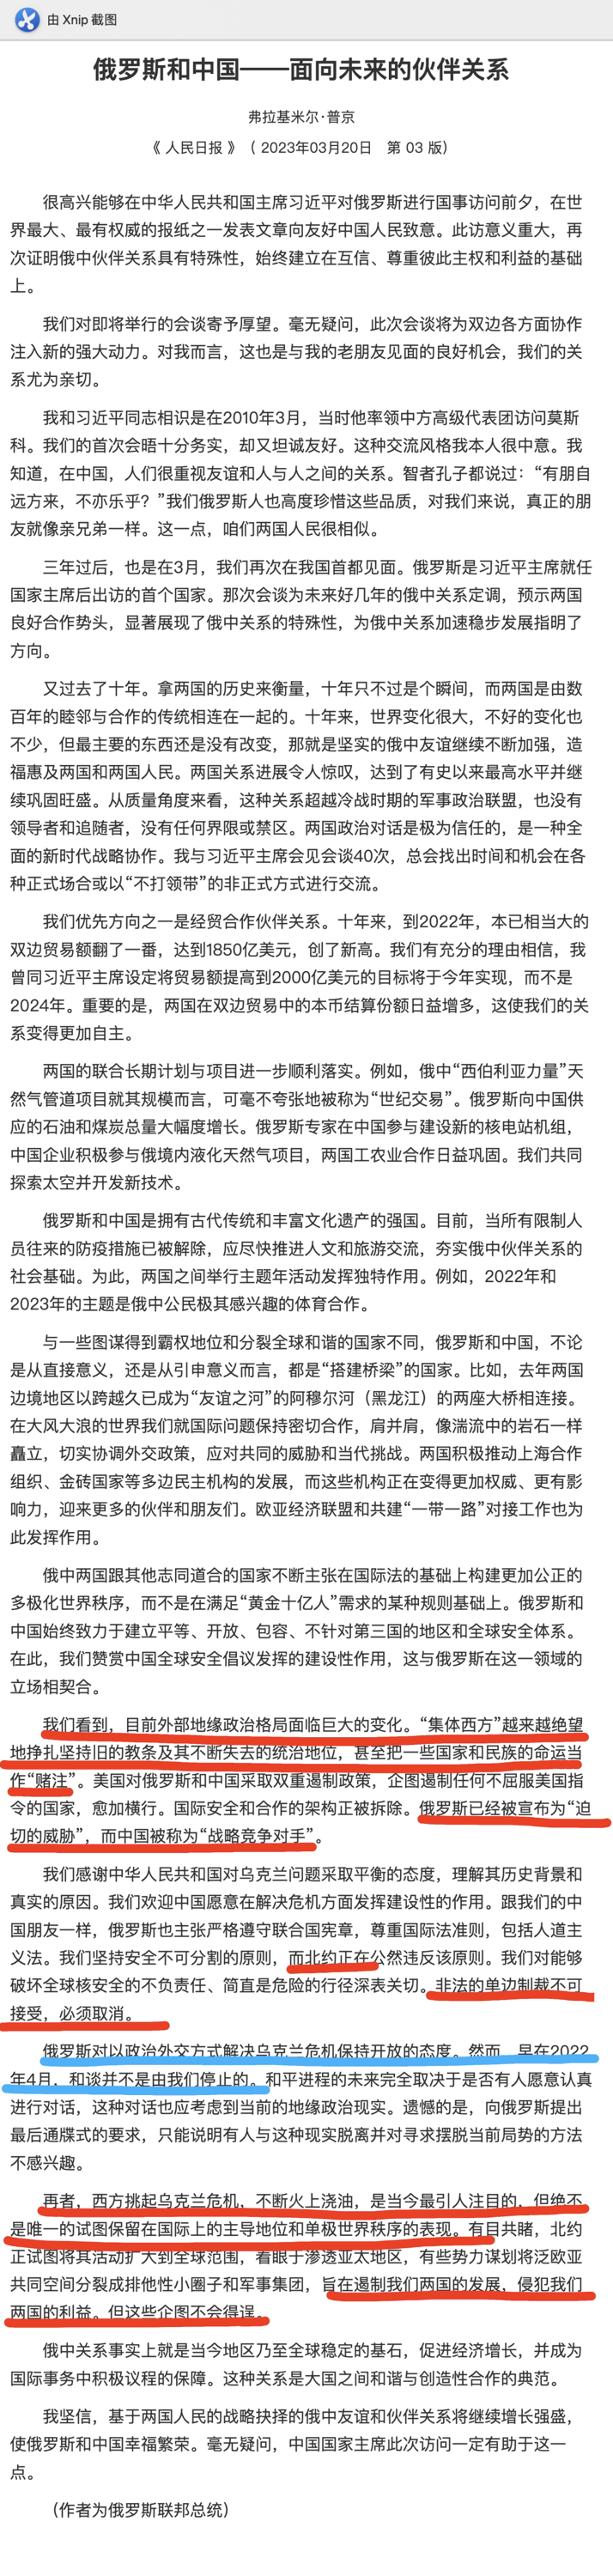 由 Xnip 截图
俄罗斯和中国——面向未来的伙伴关系
弗拉基米尔·普京
《 人民日报 》（ 2023年03月20日　第 03 版）
很高兴能够在中华人民共和国主席习近平对俄罗斯进行国事访问前夕，在世
界最大、最有权威的报纸之一发表文章向友好中国人民致意。此访意义重大，再
次证明俄中伙伴关系具有特殊性，始终建立在互信、尊重彼此主权和利益的基础
上。
我们对即将举行的会谈寄予厚望。毫无疑问，此次会谈将为双边各方面协作
注入新的强大动力。对我而言，这也是与我的老朋友见面的良好机会，我们的关
系尤为亲切。
我和习近平同志相识是在2010年3月，当时他率领中方高级代表团访问莫斯
科。我们的首次会晤十分务实，却又坦诚友好。这种交流风格我本人很中意。我
知道，在中国，人们很重视友谊和人与人之间的关系。智者孔子都说过：“有朋自
远方来，不亦乐乎？”我们俄罗斯人也高度珍惜这些品质，对我们来说，真正的朋
友就像亲兄弟一样。这一点，咱们两国人民很相似。
三年过后，也是在3月，我们再次在我国首都见面。俄罗斯是习近平主席就任
国家主席后出访的首个国家。那次会谈为未来好几年的俄中关系定调，预示两国
良好合作势头，显著展现了俄中关系的特殊性，为俄中关系加速稳步发展指明了
方向。
又过去了十年。拿两国的历史来衡量，十年只不过是个瞬间，而两国是由数
百年的睦邻与合作的传统相连在一起的。十年来，世界变化很大，不好的变化也
不少，但最主要的东西还是没有改变，那就是坚实的俄中友谊继续不断加强，造
福惠及两国和两国人民。两国关系进展令人惊叹，达到了有史以来最高水平并继
续巩固旺盛。从质量角度来看，这种关系超越冷战时期的军事政治联盟，也没有
领导者和追随者，没有任何界限或禁区。两国政治对话是极为信任的，是一种全
面的新时代战略协作。我与习近平主席会见会谈40次，总会找出时间和机会在各
种正式场合或以“不打领带”的非正式方式进行交流。
我们优先方向之一是经贸合作伙伴关系。十年来，到2022年，本已相当大的
双边贸易额翻了一番，达到1850亿美元，创了新高。我们有充分的理由相信，我
曾同习近平主席设定将贸易额提高到2000亿美元的目标将于今年实现，而不是
2024年。重要的是，两国在双边贸易中的本币结算份额日益增多，这使我们的关
系变得更加自主。
两国的联合长期计划与项目进一步顺利落实。例如，俄中“西伯利亚力量”天
然气管道项目就其规模而言，可毫不夸张地被称为“世纪交易”。俄罗斯向中国供
应的石油和煤炭总量大幅度增长。俄罗斯专家在中国参与建设新的核电站机组，
中国企业积极参与俄境内液化天然气项目，两国工农业合作日益巩固。我们共同
探索太空并开发新技术。
俄罗斯和中国是拥有古代传统和丰富文化遗产的强国。目前，当所有限制人
员往来的防疫措施已被解除，应尽快推进人文和旅游交流，夯实俄中伙伴关系的
社会基础。为此，两国之间举行主题年活动发挥独特作用。例如，2022年和
2023年的主题是俄中公民极其感兴趣的体育合作。
与一些图谋得到霸权地位和分裂全球和谐的国家不同，俄罗斯和中国，不论
是从直接意义，还是从引申意义而言，都是“搭建桥梁”的国家。比如，去年两国
边境地区以跨越久已成为“友谊之河”的阿穆尔河（黑龙江）的两座大桥相连接。
在大风大浪的世界我们就国际问题保持密切合作，肩并肩，像湍流中的岩石一样
矗立，切实协调外交政策，应对共同的威胁和当代挑战。两国积极推动上海合作
组织、金砖国家等多边民主机构的发展，而这些机构正在变得更加权威、更有影
响力，迎来更多的伙伴和朋友们。欧亚经济联盟和共建“一带一路”对接工作也为
此发挥作用。
俄中两国跟其他志同道合的国家不断主张在国际法的基础上构建更加公正的
多极化世界秩序，而不是在满足“黄金十亿人”需求的某种规则基础上。俄罗斯和
中国始终致力于建立平等、开放、包容、不针对第三国的地区和全球安全体系。
在此，我们赞赏中国全球安全倡议发挥的建设性作用，这与俄罗斯在这一领域的
立场相契合。
我们看到，目前外部地缘政治格局面临巨大的变化。“集体西方”越来越绝望
地挣扎坚持旧的教条及其不断失去的统治地位，甚至把一些国家和民族的命运当
作“赌注”。美国对俄罗斯和中国采取双重遏制政策，企图遏制任何不屈服美国指
令的国家，愈加横行。国际安全和合作的架构正被拆除。俄罗斯已经被宣布为“迫
切的威胁”，而中国被称为“战略竞争对手”。
我们感谢中华人民共和国对乌克兰问题采取平衡的态度，理解其历史背景和
真实的原因。我们欢迎中国愿意在解决危机方面发挥建设性的作用。跟我们的中
国朋友一样，俄罗斯也主张严格遵守联合国宪章，尊重国际法准则，包括人道主
义法。我们坚持安全不可分割的原则，而北约正在公然违反该原则。我们对能够
破坏全球核安全的不负责任、简直是危险的行径深表关切。非法的单边制裁不可
接受，必须取消。
俄罗斯对以政治外交方式解决乌克兰危机保持开放的态度。然而，早在2022
年4月，和谈并不是由我们停止的。和平进程的未来完全取决于是否有人愿意认真
进行对话，这种对话也应考虑到当前的地缘政治现实。遗憾的是，向俄罗斯提出
最后通牒式的要求，只能说明有人与这种现实脱离并对寻求摆脱当前局势的方法
不感兴趣。
再者，西方挑起乌克兰危机，不断火上浇油，是当今最引人注目的，但绝不
是唯一的试图保留在国际上的主导地位和单极世界秩序的表现。有目共睹，北约
正试图将其活动扩大到全球范围，着眼于渗透亚太地区，有些势力谋划将泛欧亚
共同空间分裂成排他性小圈子和军事集团，旨在遏制我们两国的发展，侵犯我们
两国的利益。但这些企图不会得逞。
俄中关系事实上就是当今地区乃至全球稳定的基石，促进经济增长，并成为
国际事务中积极议程的保障。这种关系是大国之间和谐与创造性合作的典范。
我坚信，基于两国人民的战略抉择的俄中友谊和伙伴关系将继续增长强盛，
使俄罗斯和中国幸福繁荣。毫无疑问，中国国家主席此次访问一定有助于这一
点。
（作者为俄罗斯联邦总统）